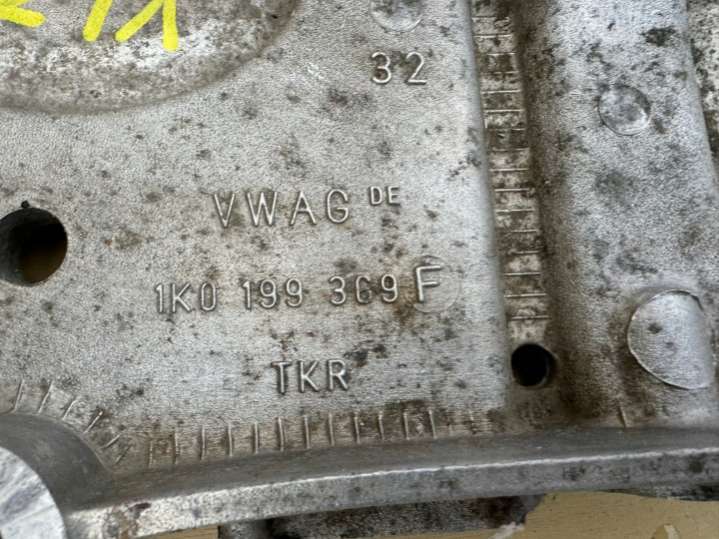 32
VWAG DE
1K0 199 369 F
TKR